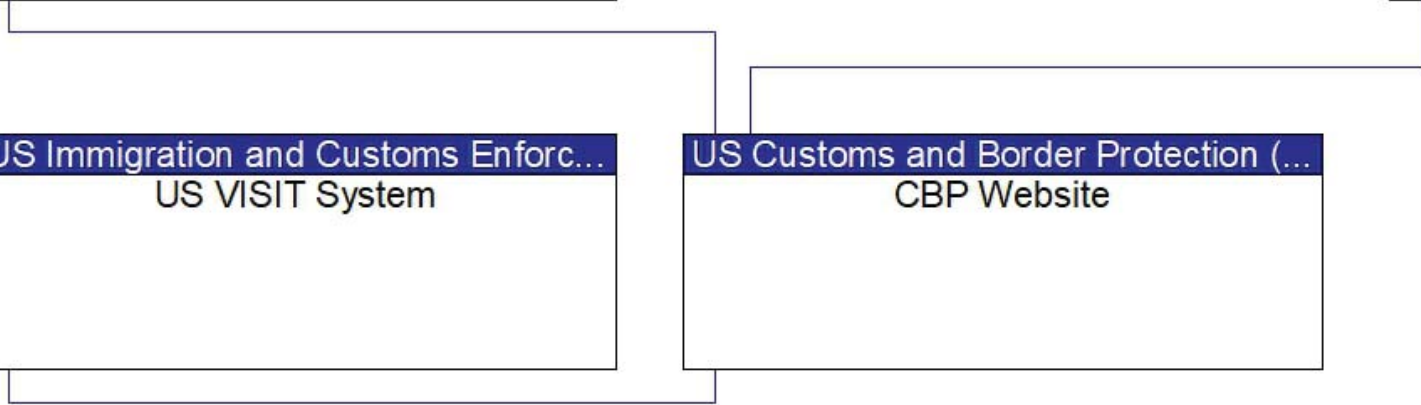 US Immigration and Customs Enforc...
US VISIT System
US Customs and Border Protection (...
CBP Website